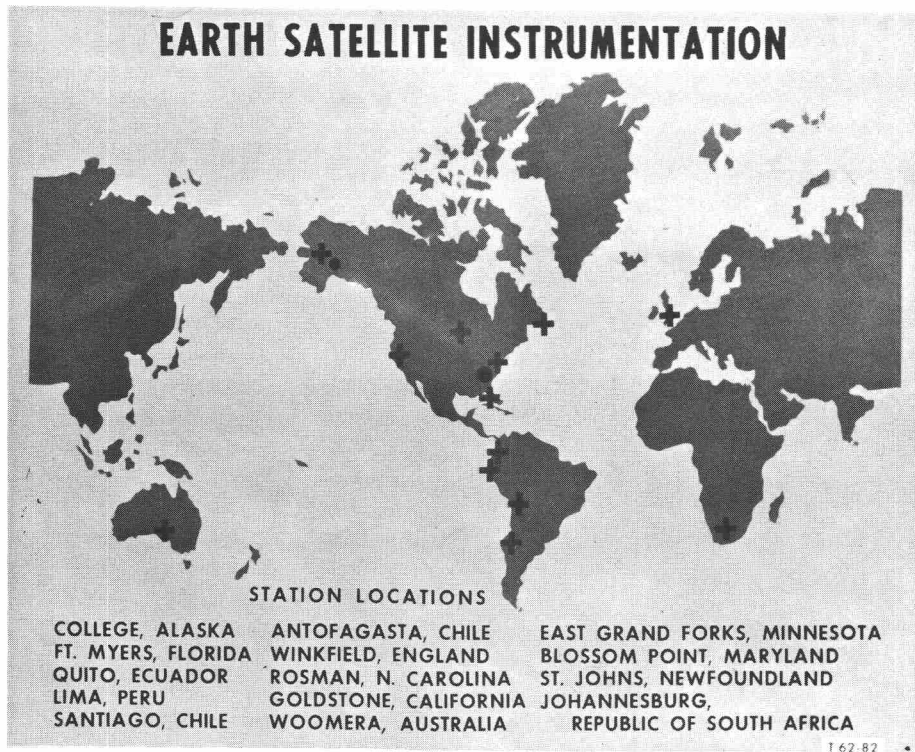 EARTH SATELLITE INSTRUMENTATION
STATION LOCATIONS
COLLEGE, ALASKA
FT. MYERS, FLORIDA
QUITO, ECUADOR
LIMA, PERU
SANTIAGO, CHILE
ANTOFAGASTA, CHILE
WINKFIELD, ENGLAND
ROSMAN, N. CAROLINA
GOLDSTONE, CALIFORNIA
WOOMERA, AUSTRALIA
EAST GRAND FORKS, MINNESOTA
BLOSSOM POINT, MARYLAND
ST. JOHNS, NEWFOUNDLAND
JOHANNESBURG,
REPUBLIC OF SOUTH AFRICA
T 62-82